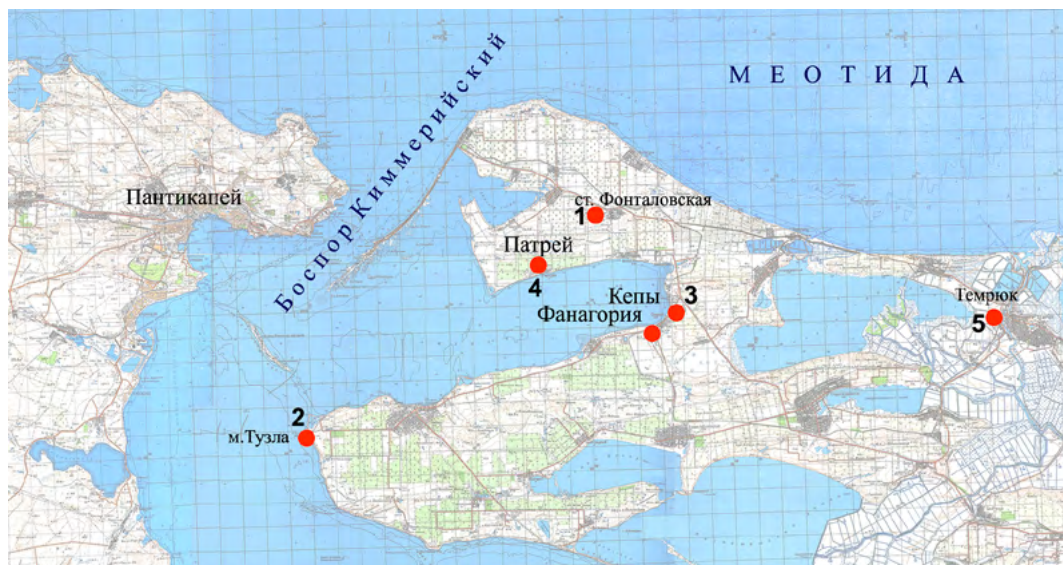 МЕОТИДА
Боспор Киммерийский
Пантикапей
ст. Фонталовская
1
Патрей
4
Кепы
3
Фанагория
Темрюк
5
2
м.Тузла